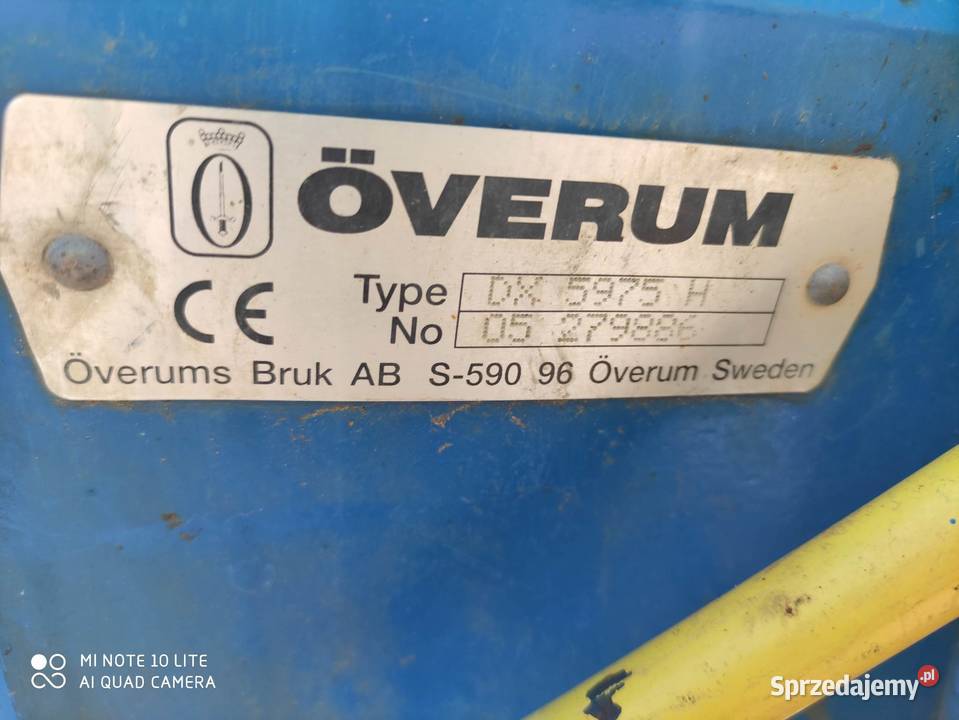 ÖVERUM
Type DX 5975 H
No 05 279886
CE
Överums Bruk AB S-590 96 Överum Sweden
MI NOTE 10 LITE
AI QUAD CAMERA
Sprzedajemy.pl